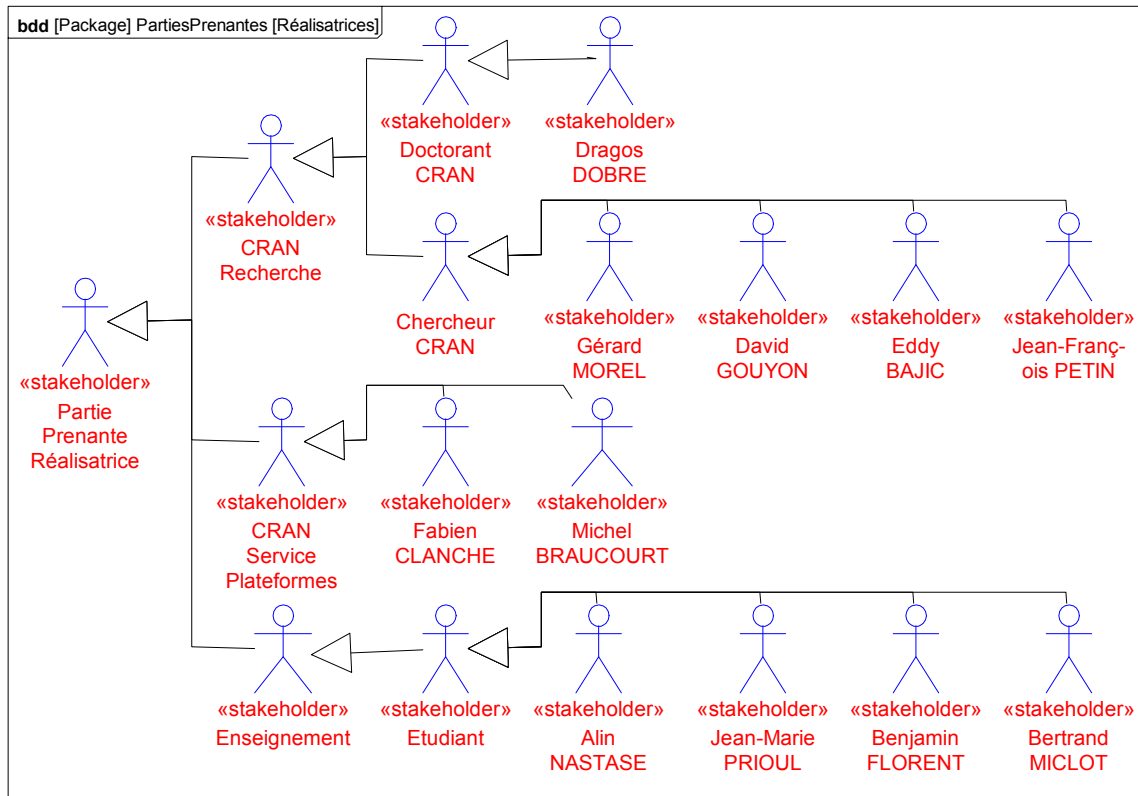 bdd [Package] PartiesPrenantes [Réalisatrices]
«stakeholder»
Doctorant
CRAN
«stakeholder»
Dragos
DOBRE
«stakeholder»
CRAN
Recherche
Chercheur
CRAN
«stakeholder»
Gérard
MOREL
«stakeholder»
David
GOUYON
«stakeholder»
Eddy
BAJIC
«stakeholder»
Jean-Franç-
ois PETIN
«stakeholder»
Partie
Prenante
Réalisatrice
«stakeholder»
CRAN
Service
Plateformes
«stakeholder»
Fabien
CLANCHE
«stakeholder»
Michel
BRAUCOURT
«stakeholder»
Enseignement
«stakeholder»
Etudiant
«stakeholder»
Alin
NASTASE
«stakeholder»
Jean-Marie
PRIOUL
«stakeholder»
Benjamin
FLORENT
«stakeholder»
Bertrand
MICLOT